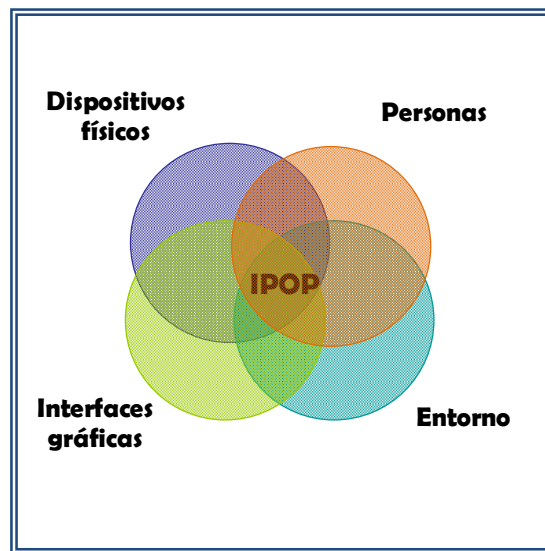 Dispositivos
físicos
Personas
IPOP
Interfaces
gráficas
Entorno